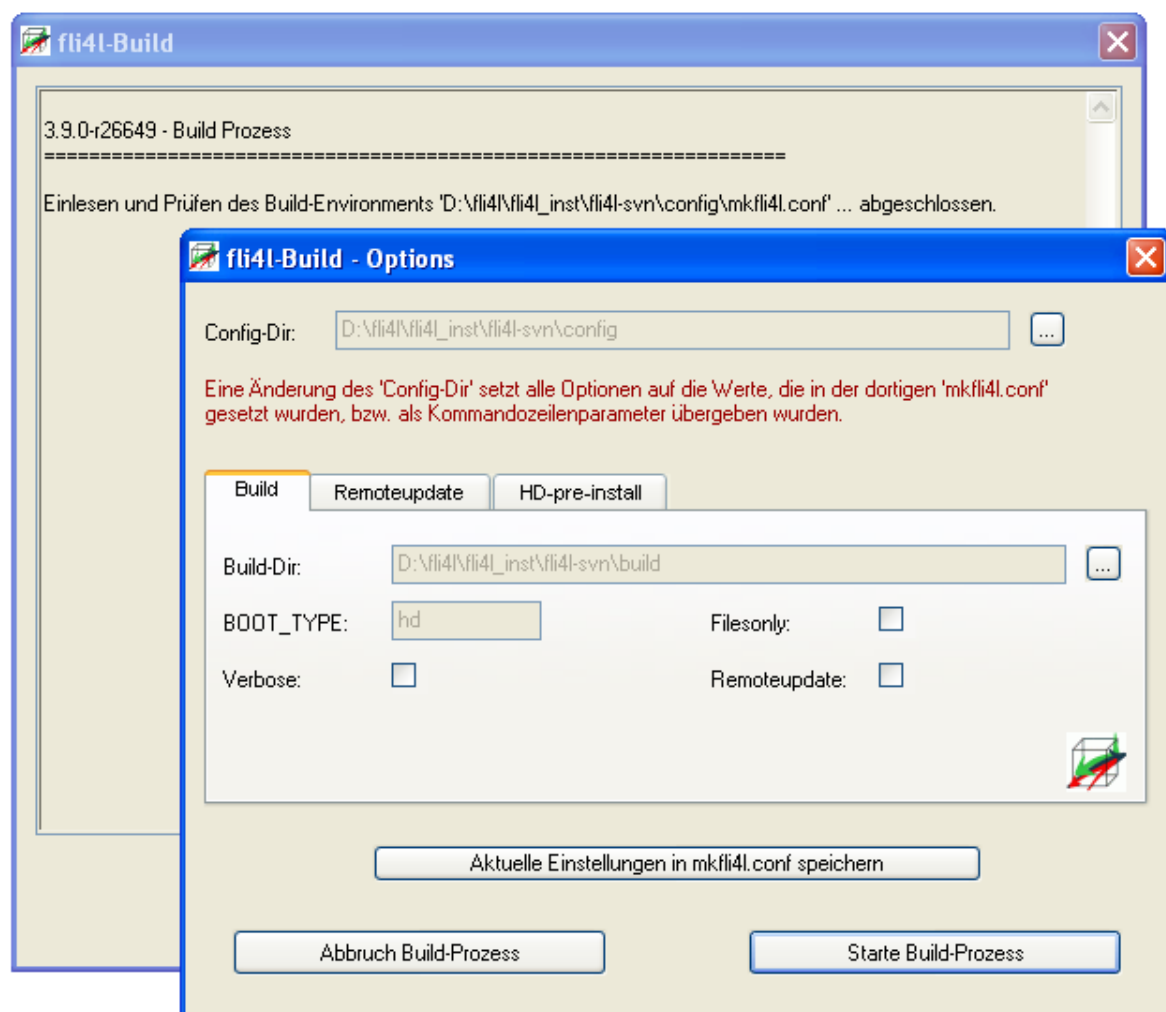 fli4l-Build
3.9.0-r26649 - Build Prozess
==================================================================
Einlesen und Prüfen des Build-Environments 'D:\fli4l\fli4l_inst\fli4l-svn\config\mkfli4l.conf' ... abgeschlossen.
fli4l-Build - Options
Config-Dir: D:\fli4l\fli4l_inst\fli4l-svn\config ...
Eine Änderung des 'Config-Dir' setzt alle Optionen auf die Werte, die in der dortigen 'mkfli4l.conf'
gesetzt wurden, bzw. als Kommandozeilenparameter übergeben wurden.
Build Remoteupdate HD-pre-install
Build-Dir: D:\fli4l\fli4l_inst\fli4l-svn\build ...
BOOT_TYPE: hd Filesonly:
Verbose: Remoteupdate:
Aktuelle Einstellungen in mkfli4l.conf speichern
Abbruch Build-Prozess Starte Build-Prozess